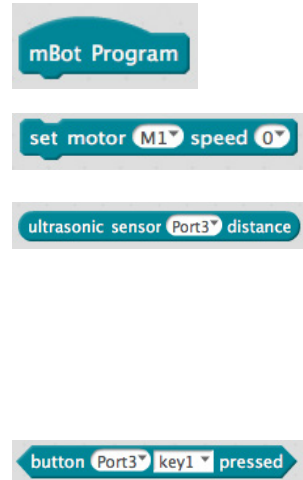 mBot Program
set motor M1 speed 0
ultrasonic sensor Port3 distance
button Port3 key1 pressed